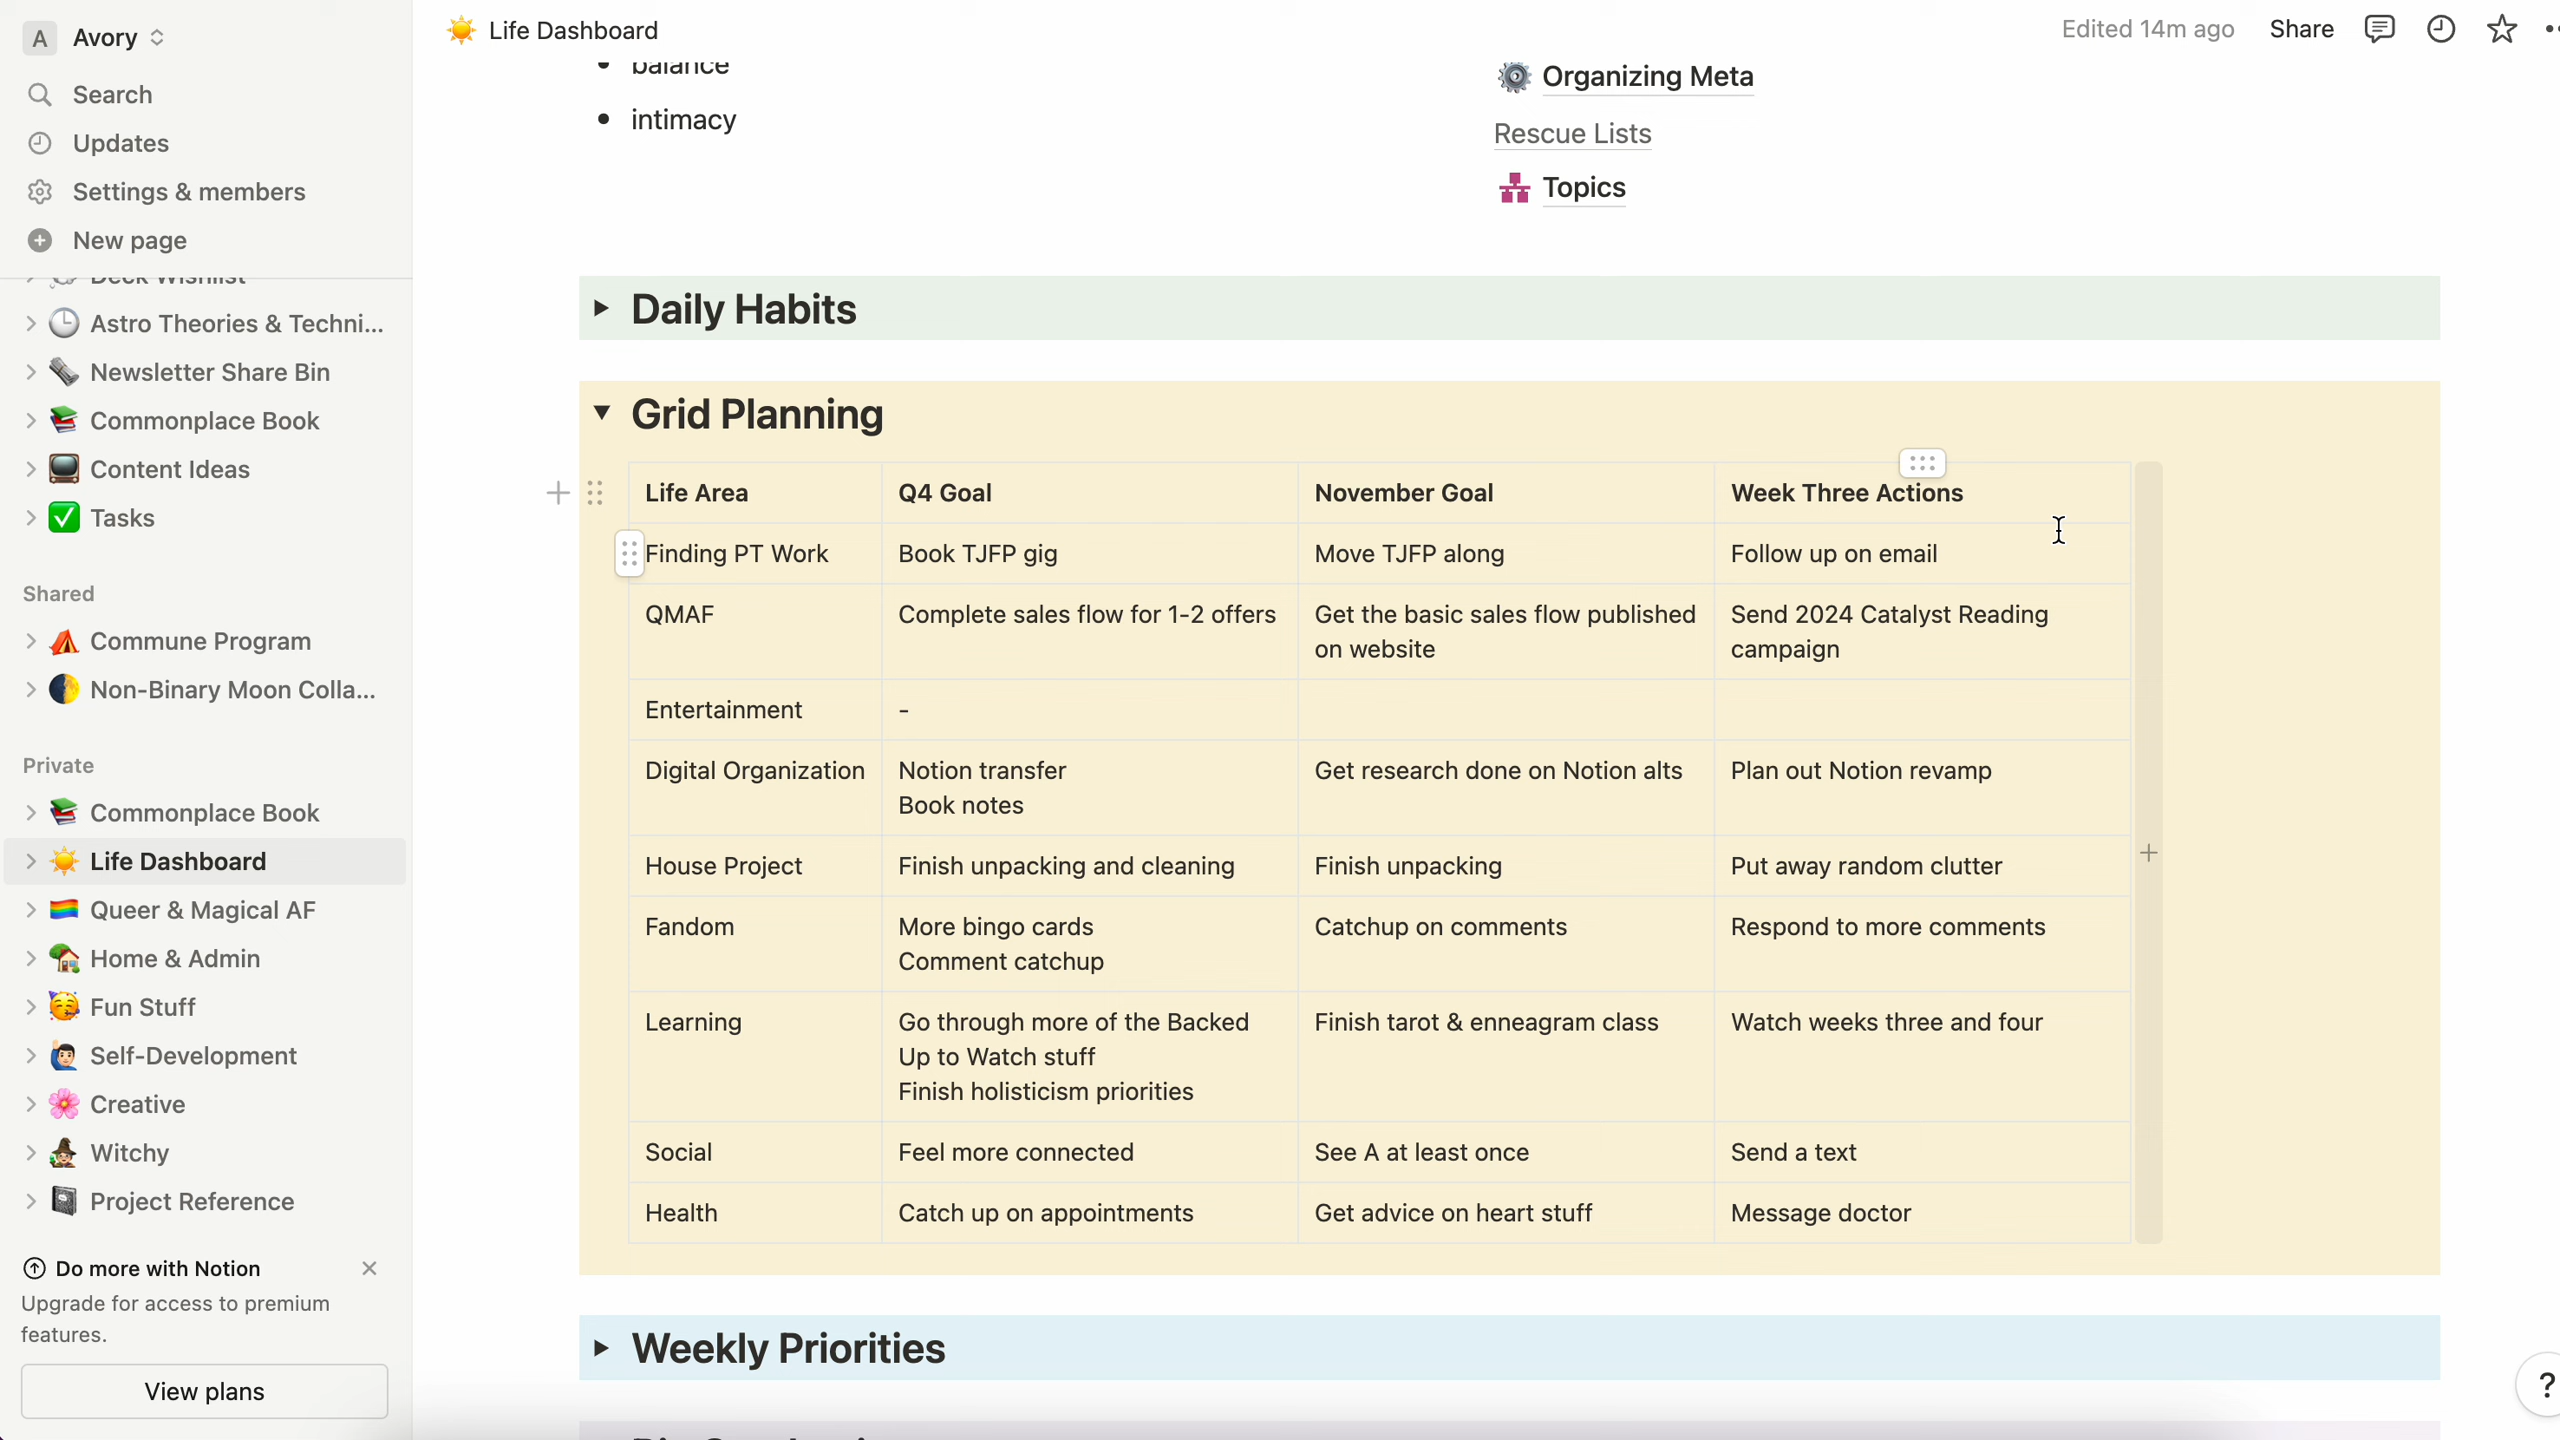 A Avory
Search
Updates
Settings & members
New page
Deck Wishlist
Astro Theories & Techni...
Newsletter Share Bin
Commonplace Book
Content Ideas
Tasks
Shared
Commune Program
Non-Binary Moon Colla...
Private
Commonplace Book
Life Dashboard
Queer & Magical AF
Home & Admin
Fun Stuff
Self-Development
Creative
Witchy
Project Reference
Do more with Notion
Upgrade for access to premium
features.
View plans
Life Dashboard
Edited 14m ago Share
balance
intimacy
Organizing Meta
Rescue Lists
Topics
Daily Habits
Grid Planning
Life Area Q4 Goal November Goal Week Three Actions
Finding PT Work Book TJFP gig Move TJFP along Follow up on email
QMAF Complete sales flow for 1-2 offers Get the basic sales flow published Send 2024 Catalyst Reading
on website campaign
Entertainment -
Digital Organization Notion transfer Get research done on Notion alts Plan out Notion revamp
Book notes
House Project Finish unpacking and cleaning Finish unpacking Put away random clutter
Fandom More bingo cards Catchup on comments Respond to more comments
Comment catchup
Learning Go through more of the Backed Finish tarot & enneagram class Watch weeks three and four
Up to Watch stuff
Finish holisticism priorities
Social Feel more connected See A at least once Send a text
Health Catch up on appointments Get advice on heart stuff Message doctor
Weekly Priorities
?